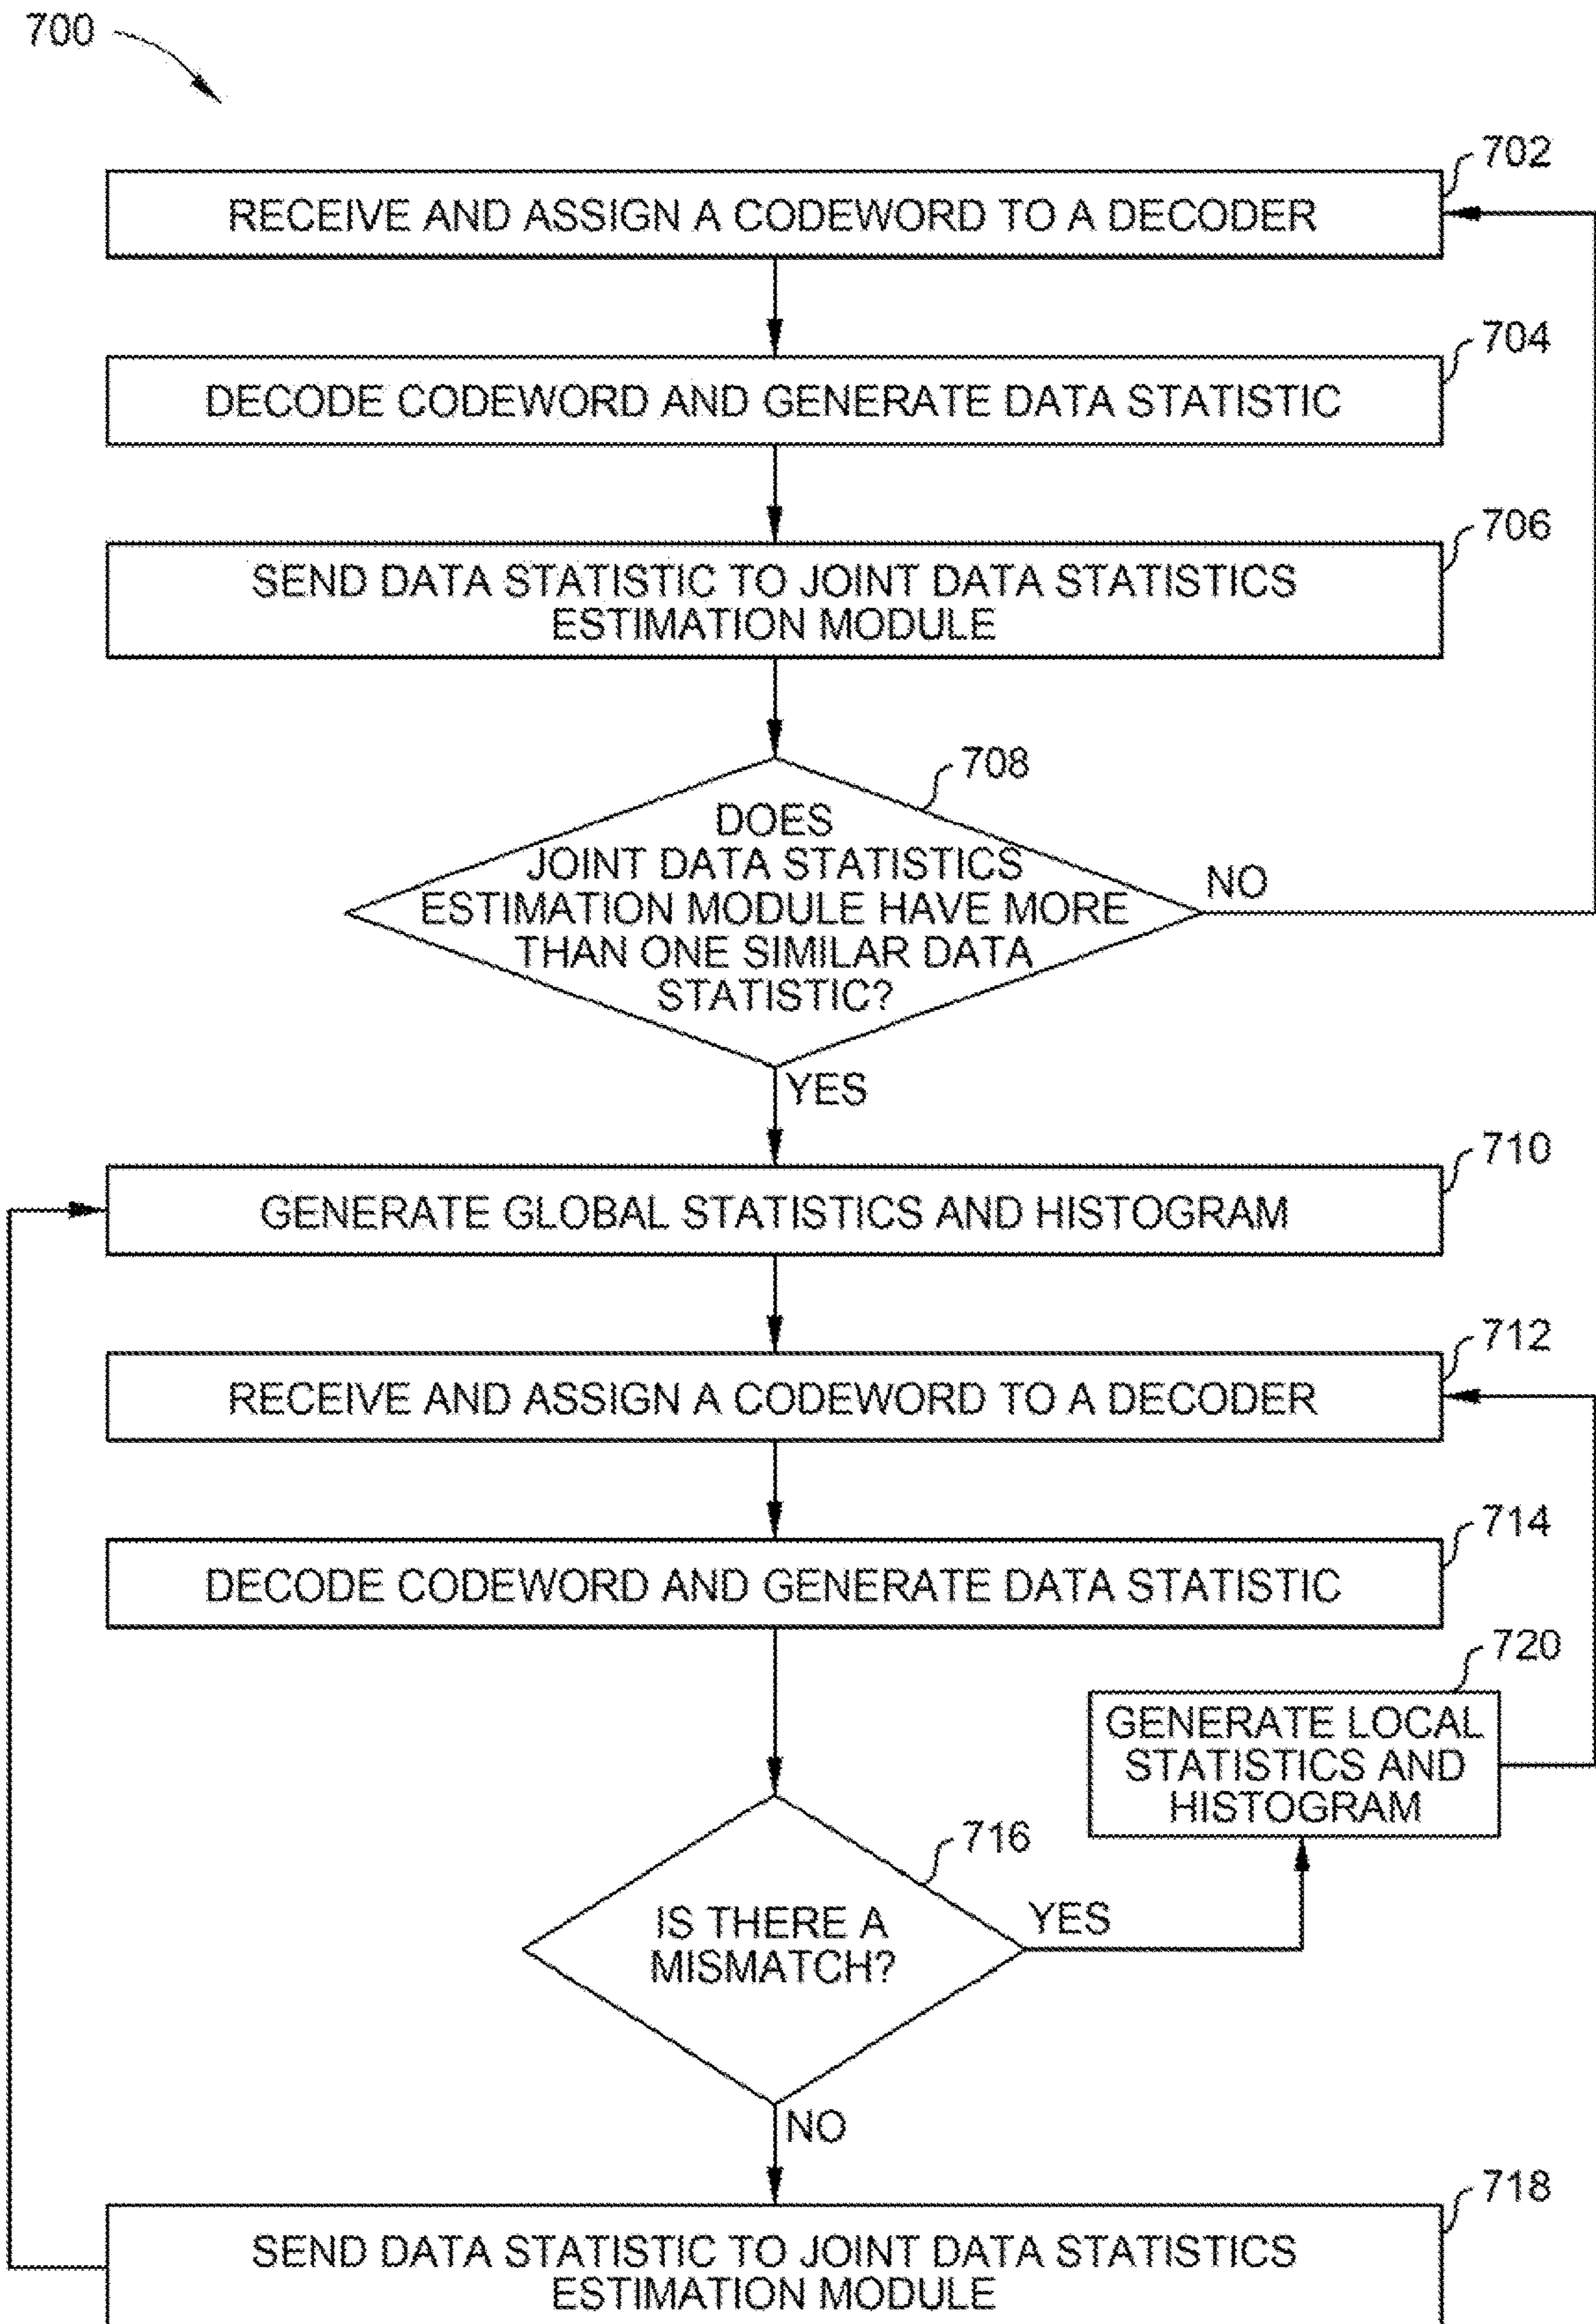 700
702
RECEIVE AND ASSIGN A CODEWORD TO A DECODER
704
DECODE CODEWORD AND GENERATE DATA STATISTIC
706
SEND DATA STATISTIC TO JOINT DATA STATISTICS
ESTIMATION MODULE
708
DOES
JOINT DATA STATISTICS
ESTIMATION MODULE HAVE MORE
THAN ONE SIMILAR DATA
STATISTIC?
NO
YES
710
GENERATE GLOBAL STATISTICS AND HISTOGRAM
712
RECEIVE AND ASSIGN A CODEWORD TO A DECODER
714
DECODE CODEWORD AND GENERATE DATA STATISTIC
720
GENERATE LOCAL
STATISTICS AND
HISTOGRAM
716
IS THERE A
MISMATCH?
YES
NO
718
SEND DATA STATISTIC TO JOINT DATA STATISTICS
ESTIMATION MODULE